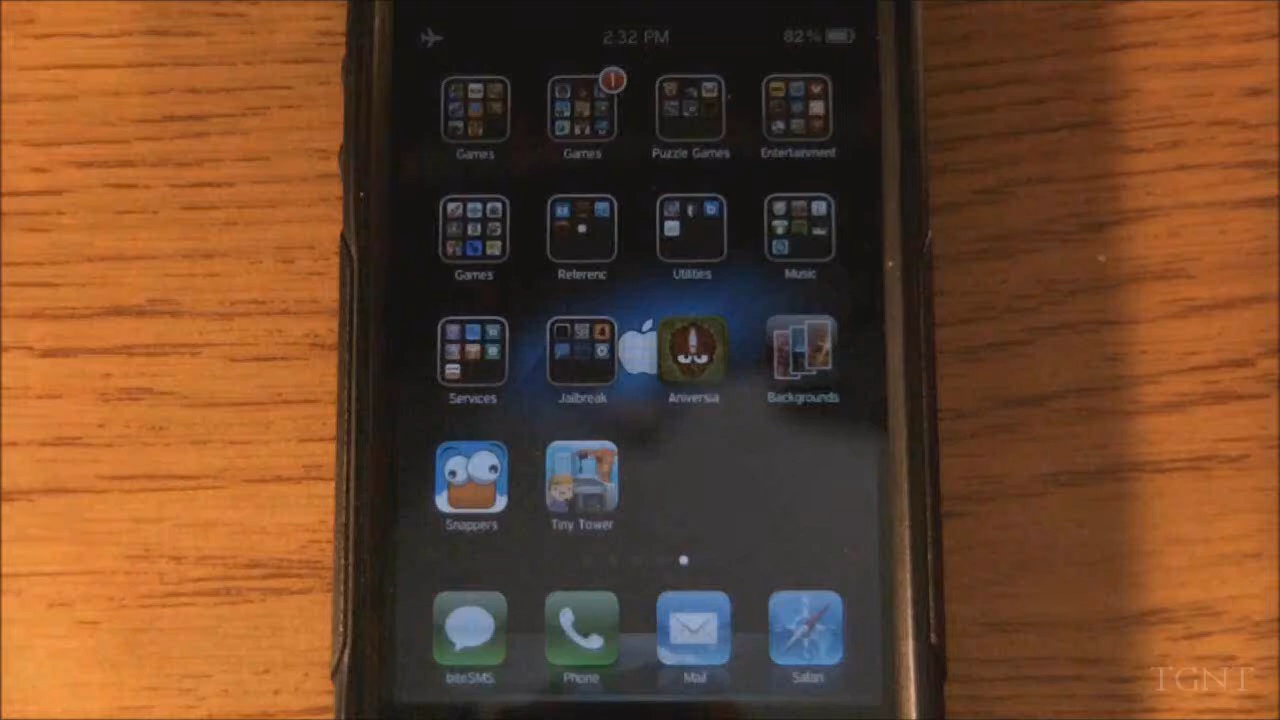 2:32 PM 82%
!
Games Games Puzzle Games Entertainment
Games Referenc Utilities Music
Services Jailbreak Aniversia Backgrounds
Snappers Tiny Tower
biteSMS Phone Mail Safari
TGNT